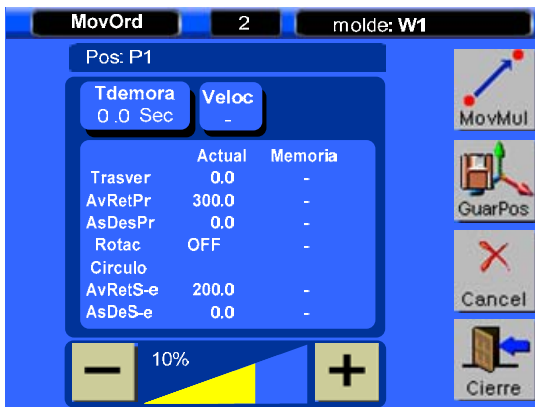 MovOrd 2 molde: W1
Pos: P1
Tdemora
0.0 Sec
Veloc
-
Actual Memoria
Trasver 0.0 -
AvRetPr 300.0 -
AsDesPr 0.0 -
Rotac OFF -
Circulo
AvRetS-e 200.0 -
AsDeS-e 0.0 -
− 10% +
MovMul
GuarPos
Cancel
Cierre